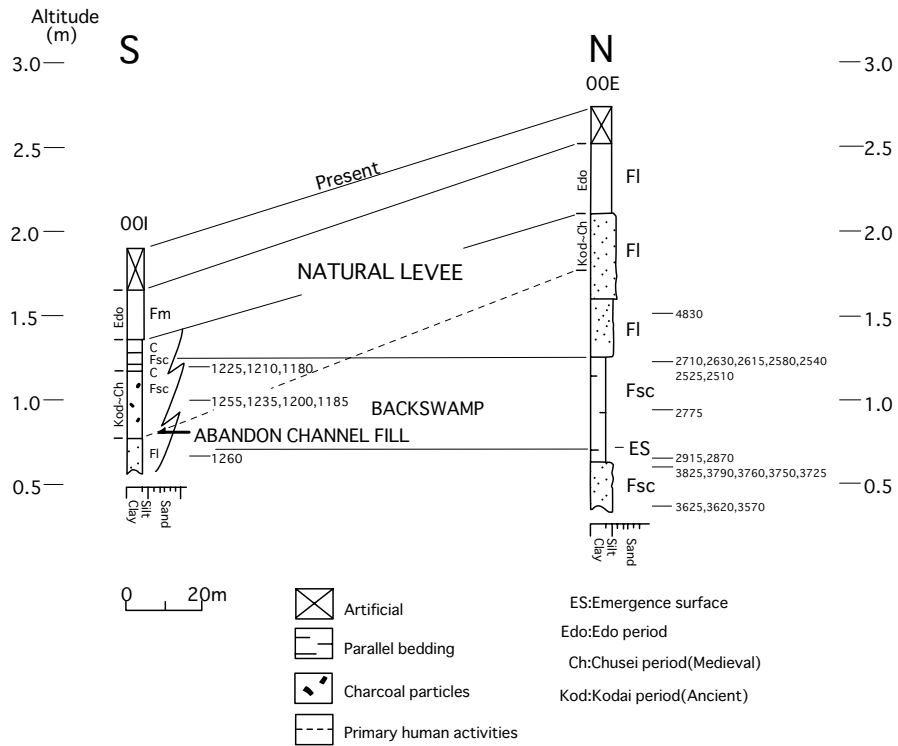 Altitude
(m)
S
N
3.0
3.0
00E
2.5
2.5
Present
Edo
Fl
00I
2.0
2.0
Kod~Ch
Fl
NATURAL LEVEE
Edo
Fm
1.5
1.5
Fl
4830
C
Fsc
C
1225,1210,1180
2710,2630,2615,2580,2540
2525,2510
Kod~Ch
Fsc
Fsc
1.0
1.0
1255,1235,1200,1185
BACKSWAMP
2775
ABANDON CHANNEL FILL
Fl
1260
ES
2915,2870
3825,3790,3760,3750,3725
0.5
0.5
Fsc
3625,3620,3570
Clay
Silt
Sand
Clay
Silt
Sand
0
20m
Artificial
ES:Emergence surface
Parallel bedding
Edo:Edo period
Charcoal particles
Ch:Chusei period(Medieval)
Primary human activities
Kod:Kodai period(Ancient)